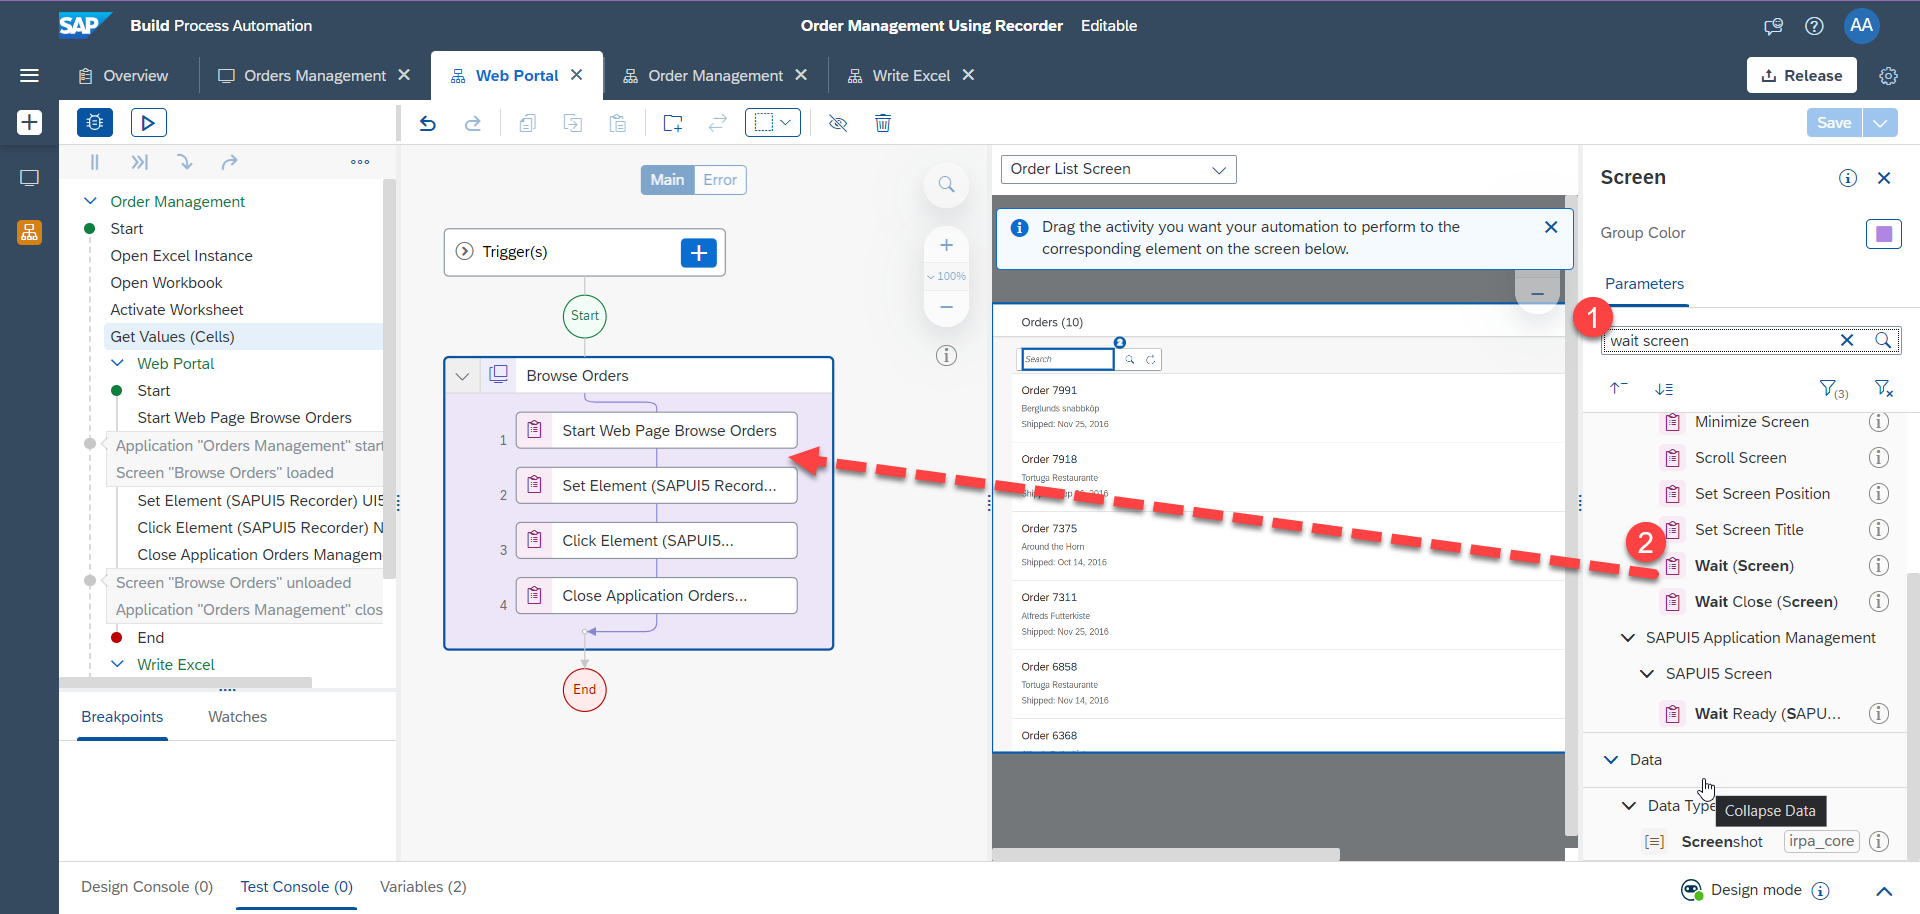 SAP Build Process Automation
Order Management Using Recorder Editable
AA
Overview
Orders Management
Web Portal
Order Management
Write Excel
Release
Save
Order Management
Start
Open Excel Instance
Open Workbook
Activate Worksheet
Get Values (Cells)
Web Portal
Start
Start Web Page Browse Orders
Application "Orders Management" start
Screen "Browse Orders" loaded
Set Element (SAPUI5 Recorder) UI5
Click Element (SAPUI5 Recorder) N
Close Application Orders Managem
Screen "Browse Orders" unloaded
Application "Orders Management" clos
End
Write Excel
Breakpoints
Watches
Main
Error
100%
Trigger(s)
Start
Browse Orders
1
Start Web Page Browse Orders
2
Set Element (SAPUI5 Record...
3
Click Element (SAPUI5...
4
Close Application Orders...
End
Order List Screen
Drag the activity you want your automation to perform to the
corresponding element on the screen below.
Orders (10)
Search
Order 7991
Berglunds snabbköp
Shipped: Nov 25, 2016
Order 7918
Tortuga Restaurante
Order 7375
Around the Horn
Shipped: Oct 14, 2016
Order 7311
Alfreds Futterkiste
Shipped: Nov 25, 2016
Order 6858
Tortuga Restaurante
Shipped: Nov 14, 2016
Order 6368
Screen
Group Color
Parameters
1
wait screen
(3)
Minimize Screen
Scroll Screen
Set Screen Position
Set Screen Title
2
Wait (Screen)
Wait Close (Screen)
SAPUI5 Application Management
SAPUI5 Screen
Wait Ready (SAPU...
Data
Data Type
Collapse Data
Screenshot
irpa_core
Design Console (0)
Test Console (0)
Variables (2)
Design mode